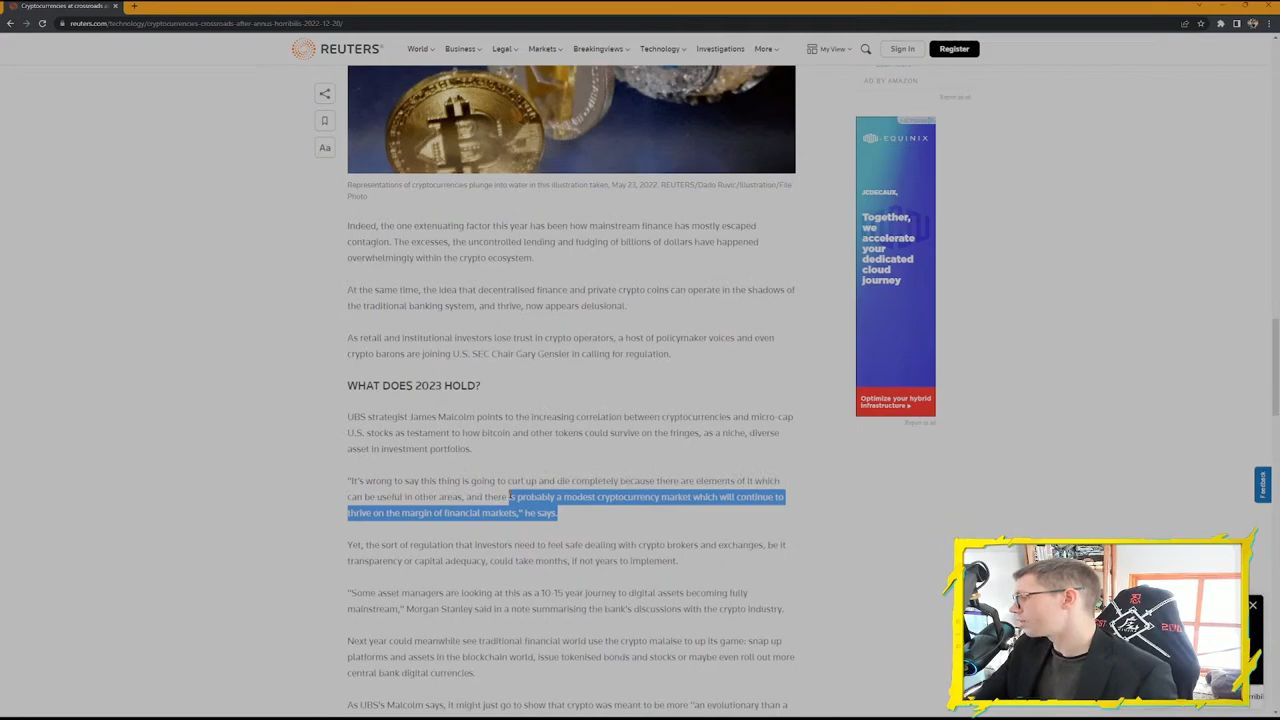 Cryptocurrencies at crossroads as
reuters.com/technology/cryptocurrencies-crossroads-after-annus-horribilis-2022-12-20/
REUTERS®
World
Business
Legal
Markets
Breakingviews
Technology
Investigations
More
My View
Sign In
Register
AD BY AMAZON
Report an ad
Aa
Representations of cryptocurrencies plunge into water in this illustration taken, May 23, 2022. REUTERS/Dado Ruvic/Illustration/File
Photo
Indeed, the one extenuating factor this year has been how mainstream finance has mostly escaped
contagion. The excesses, the uncontrolled lending and fudging of billions of dollars have happened
overwhelmingly within the crypto ecosystem.
At the same time, the idea that decentralised finance and private crypto coins can operate in the shadows
of the traditional banking system, and thrive, now appears delusional.
As retail and institutional investors lose trust in crypto operators, a host of policymaker voices and even
crypto barons are joining U.S. SEC Chair Gary Gensler in calling for regulation.
WHAT DOES 2023 HOLD?
UBS strategist James Malcolm points to the increasing correlation between cryptocurrencies and micro-cap
U.S. stocks as testament to how bitcoin and other tokens could survive on the fringes, as a niche, diverse
asset in investment portfolios.
"It's wrong to say this thing is going to curl up and die completely because there are elements of it which
can be useful in other areas, and there is probably a modest cryptocurrency market which will continue to
thrive on the margin of financial markets," he says.
Yet, the sort of regulation that investors need to feel safe dealing with crypto brokers and exchanges, be it
transparency or capital adequacy, could take months, if not years to implement.
"Some asset managers are looking at this as a 10-15 year journey to digital assets becoming fully
mainstream," Morgan Stanley said in a note summarising the bank's discussions with the crypto industry.
Next year could meanwhile see traditional financial world use the crypto malaise to up its game: snap up
platforms and assets in the blockchain world, issue tokenised bonds and stocks or maybe even roll out more
central bank digital currencies.
As UBS's Malcolm says, it might just go to show that crypto was meant to be more "an evolutionary than a
EQUINIX
JCDECAUX,
Together,
we
accelerate
your
dedicated
cloud
journey
Optimize your hybrid
infrastructure
Report an ad
Feedback